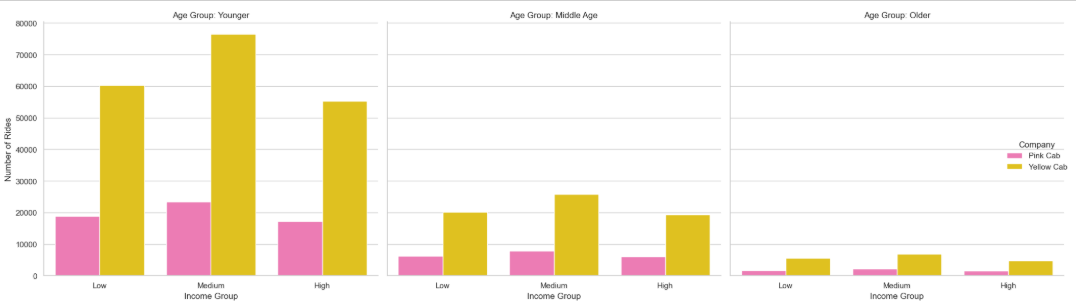 Age Group: Younger
Age Group: Middle Age
Age Group: Older
80000
70000
60000
50000
40000
30000
20000
10000
0
Number of Rides
Company
Pink Cab
Yellow Cab
Low
Medium
High
Low
Medium
High
Low
Medium
High
Income Group
Income Group
Income Group